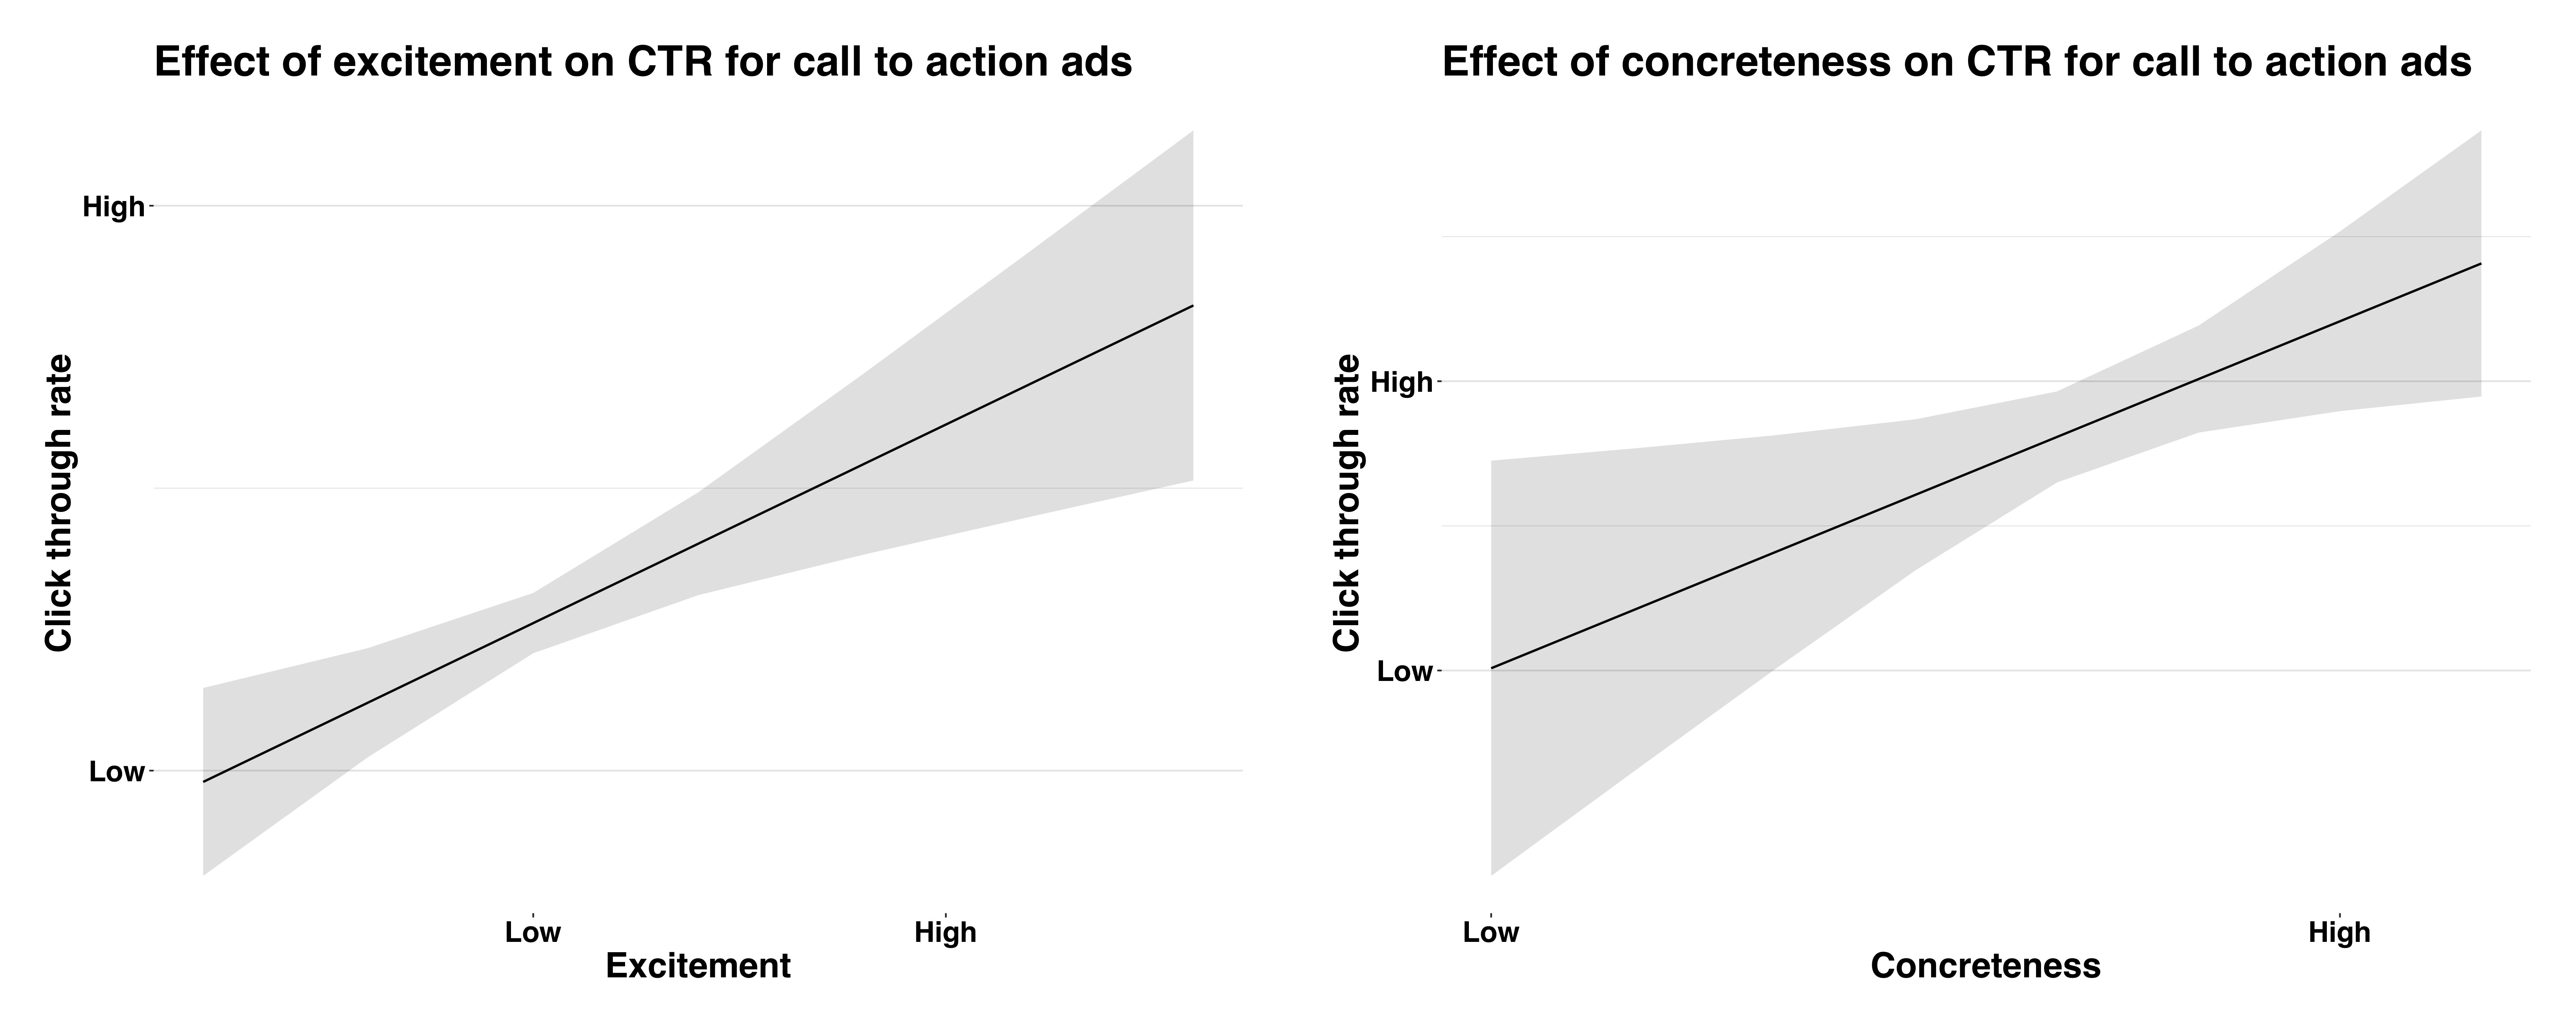 Effect of excitement on CTR for call to action ads
High
Low
Click through rate
Low
High
Excitement
Effect of concreteness on CTR for call to action ads
High
Low
Click through rate
Low
High
Concreteness